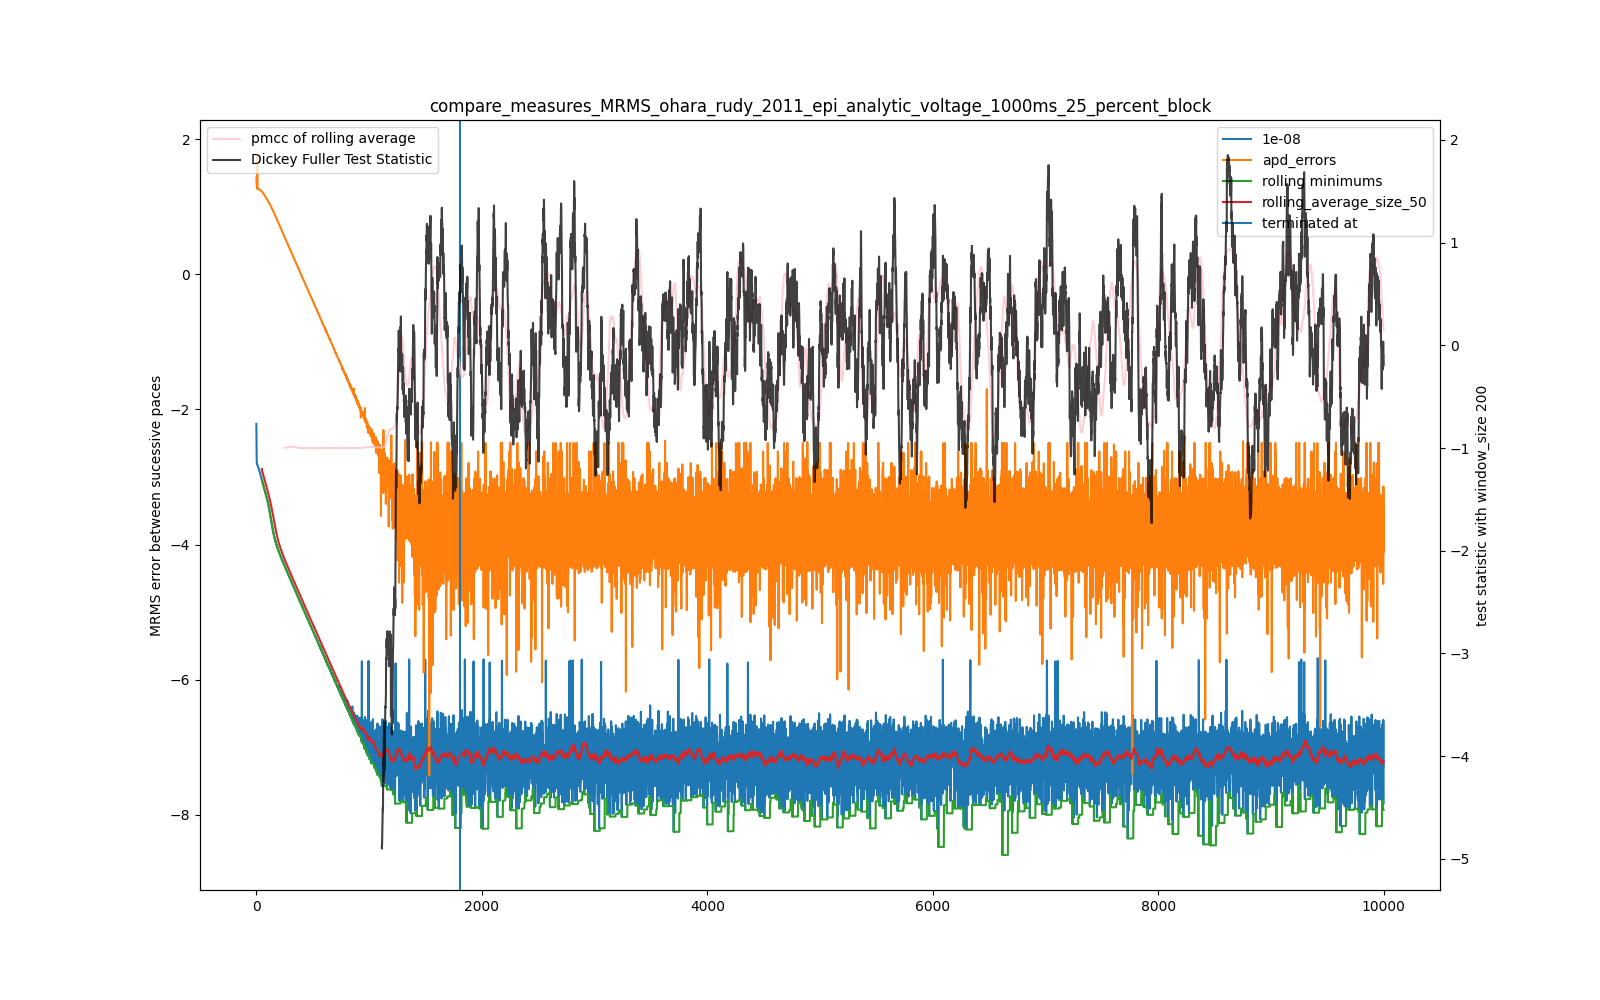 compare_measures_MRMS_ohara_rudy_2011_epi_analytic_voltage_1000ms_25_percent_block
pmcc of rolling average
Dickey Fuller Test Statistic
1e-08
apd_errors
rolling minimums
rolling_average_size_50
terminated at
MRMS error between sucessive paces
2
0
−2
−4
−6
−8
2
1
0
−1
−2
−3
−4
−5
test statistic with window_size 200
0
2000
4000
6000
8000
10000